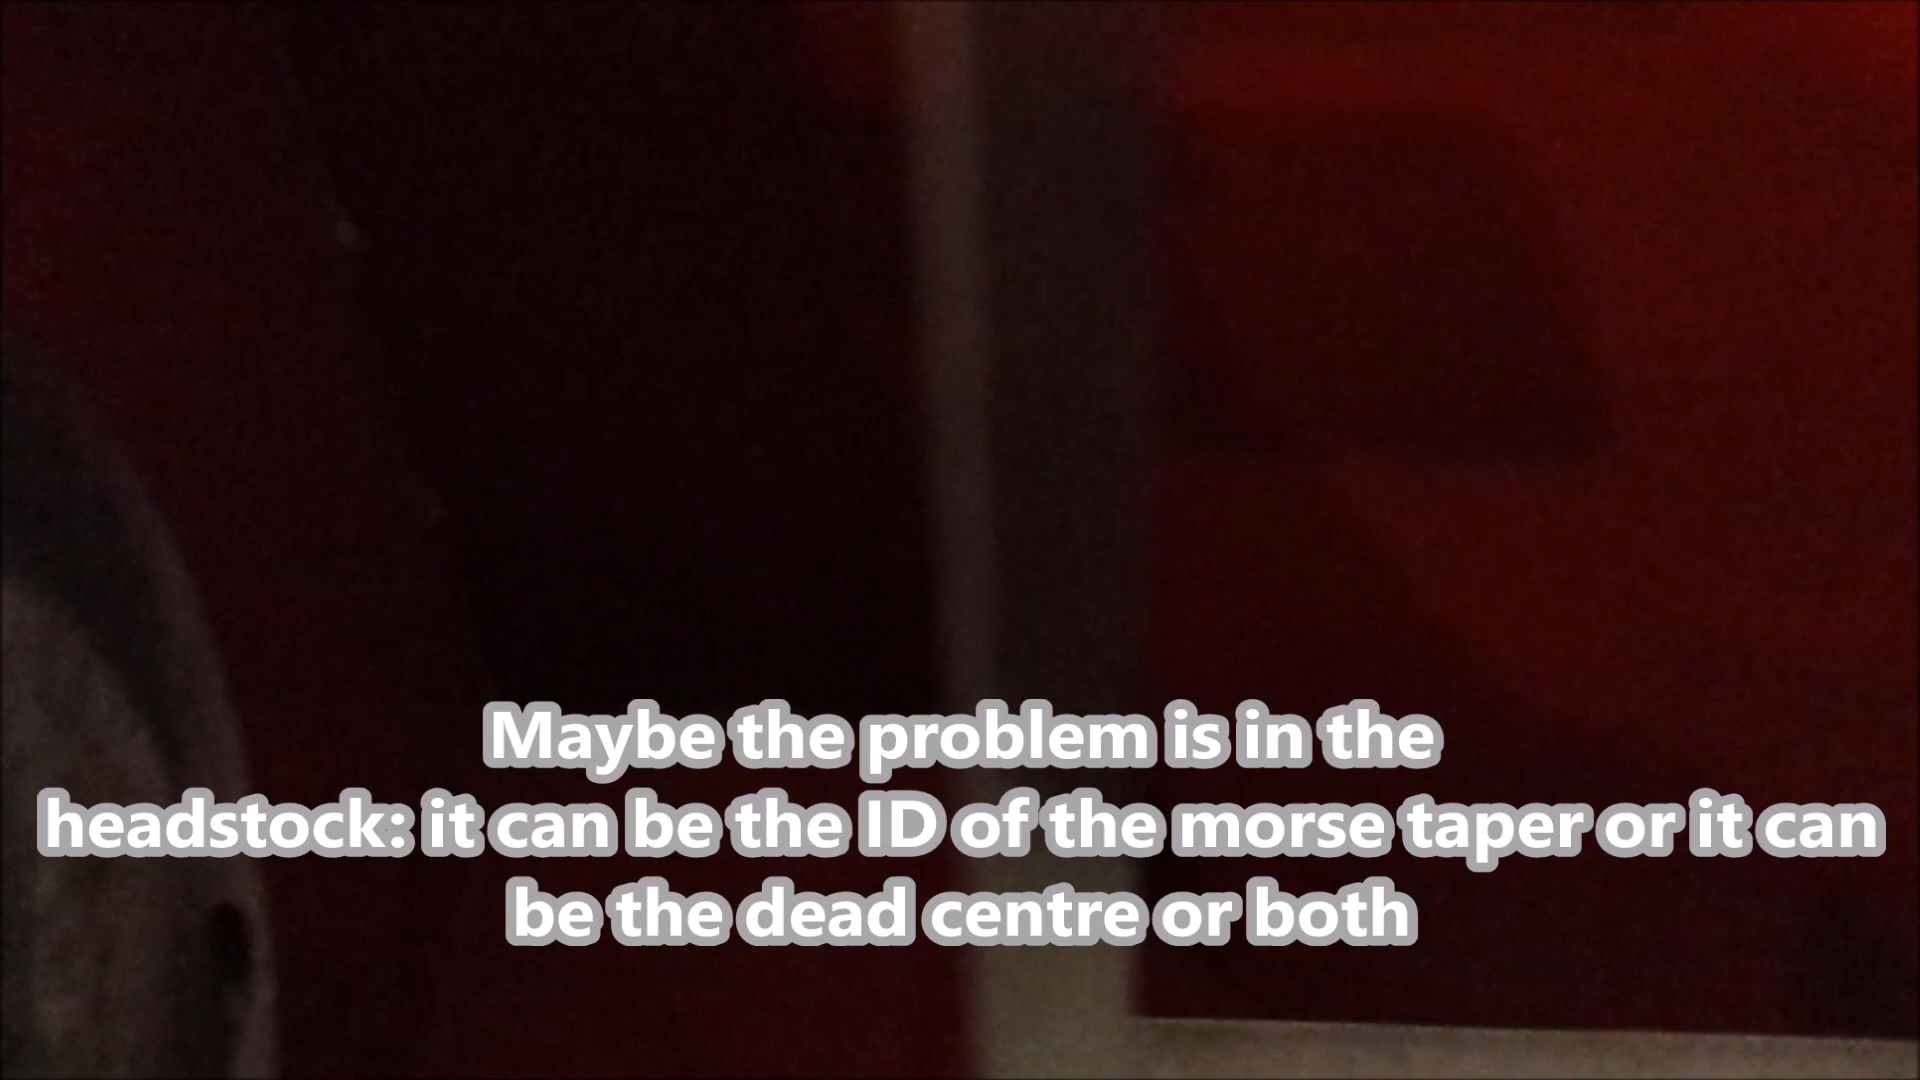 Maybe the problem is in the
headstock: it can be the ID of the morse taper or it can
be the dead centre or both